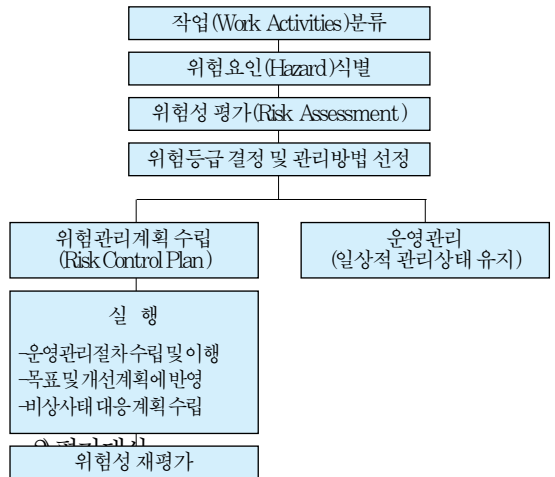 작업(Work Activities)분류
위험요인(Hazard)식별
위험성 평가(Risk Assessment)
위험등급 결정 및 관리방법 선정
위험관리계획 수립
(Risk Control Plan)
운영관리
(일상적 관리상태 유지)
실 행
-운영관리절차수립및이행
-목표및개선계획에반영
-비상사태대응계획수립
위험성 재평가